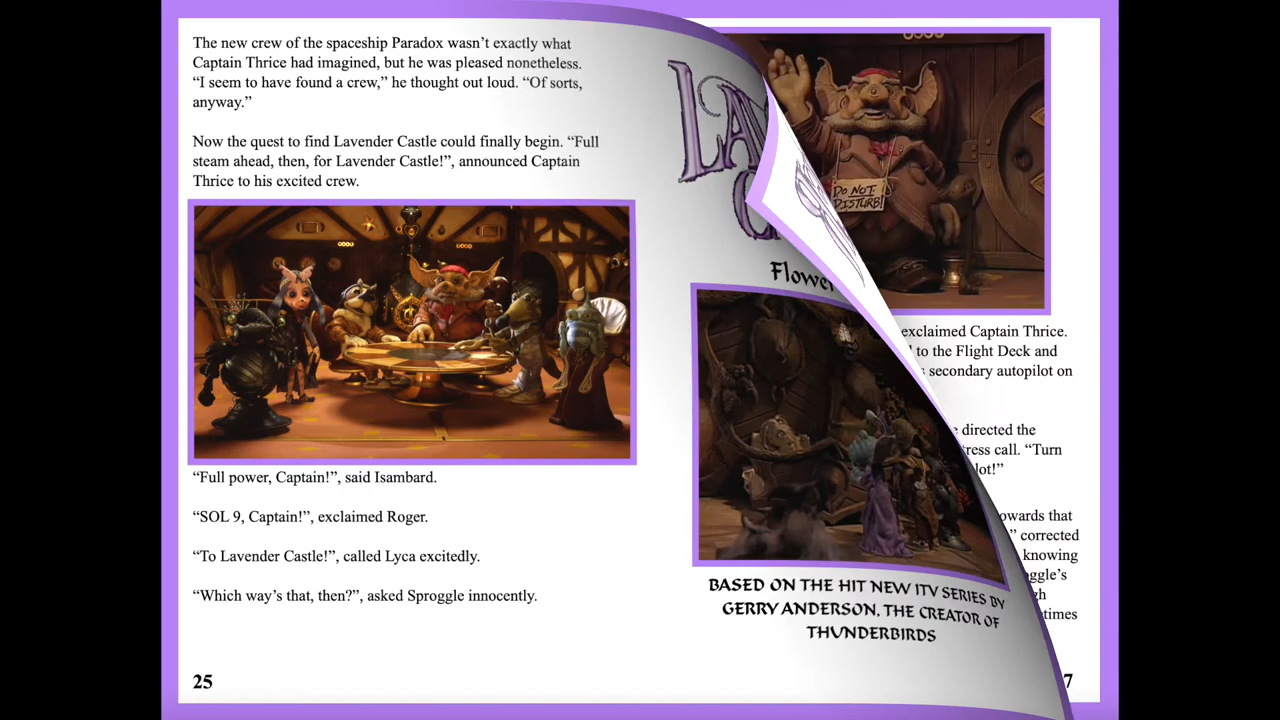 The new crew of the spaceship Paradox wasn’t exactly what
Captain Thrice had imagined, but he was pleased nonetheless.
“I seem to have found a crew,” he thought out loud. “Of sorts,
anyway.”
Now the quest to find Lavender Castle could finally begin. “Full
steam ahead, then, for Lavender Castle!”, announced Captain
Thrice to his excited crew.
“Full power, Captain!”, said Isambard.
“SOL 9, Captain!”, exclaimed Roger.
“To Lavender Castle!”, called Lyca excitedly.
“Which way’s that, then?”, asked Sproggle innocently.
25
Flower
BASED ON THE HIT NEW ITV SERIES BY
GERRY ANDERSON, THE CREATOR OF
THUNDERBIRDS
DO NOT
DISTURB!
exclaimed Captain Thrice.
to the Flight Deck and
secondary autopilot on
directed the
call. “Turn
that
” corrected
knowing
7